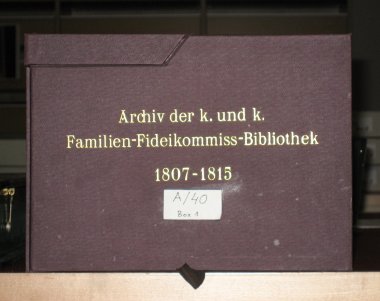 Archiv der k. und k.
Familien-Fideikommiss-Bibliothek
1807-1815
A/40
Box 1